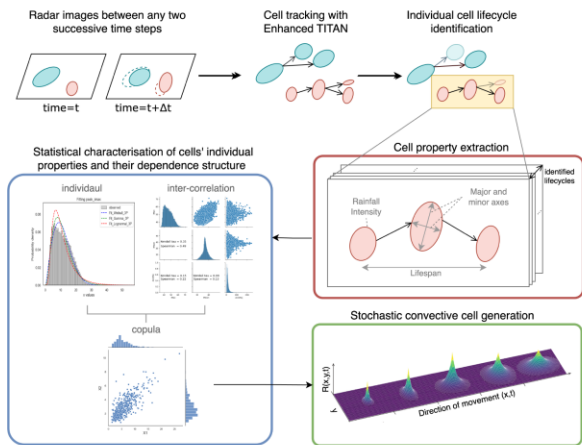 Radar images between any two
successive time steps
Cell tracking with
Enhanced TITAN
Individual cell lifecycle
identification
time=t
time=t+Δt
Statistical characterisation of cells' individual
properties and their dependence structure
individaul
inter-correlation
copula
Cell property extraction
identified
lifecycles
Rainfall
Intensity
Major and
minor axes
Lifespan
Stochastic convective cell generation
R(x,y,t)
y
Direction of movement (x,t)